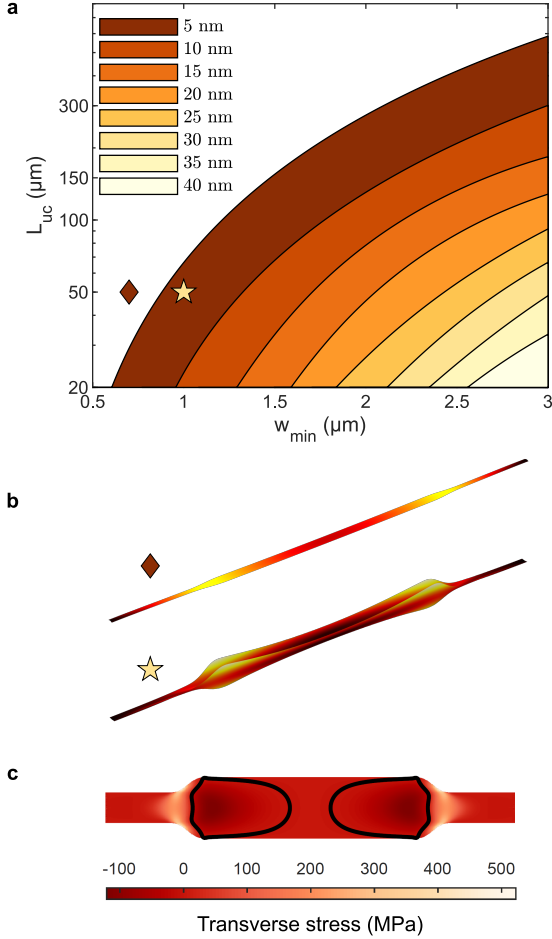 a
5 nm
10 nm
15 nm
20 nm
25 nm
30 nm
35 nm
40 nm
300
150
100
50
20
L_uc (μm)
0.5 1 1.5 2 2.5 3
w_min (μm)
b
c
-100 0 100 200 300 400 500
Transverse stress (MPa)